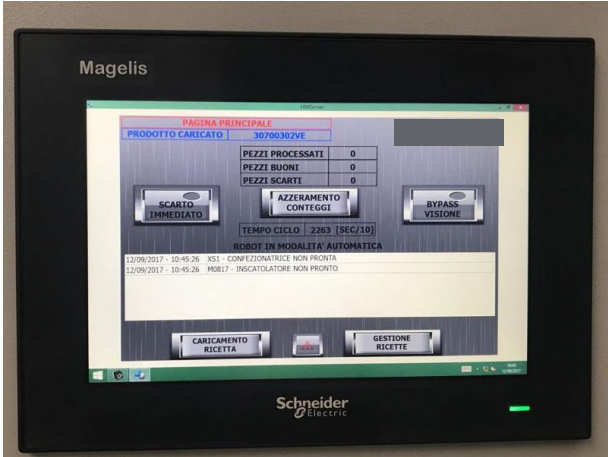 Magelis
HMIServer
PAGINA PRINCIPALE
PRODOTTO CARICATO 30700302VE
PEZZI PROCESSATI 0
PEZZI BUONI 0
PEZZI SCARTI 0
SCARTO IMMEDIATO
AZZERAMENTO CONTEGGI
BYPASS VISIONE
TEMPO CICLO 2263 [SEC/10]
ROBOT IN MODALITA' AUTOMATICA
12/09/2017 - 10:45:26 XS1 - CONFEZIONATRICE NON PRONTA
12/09/2017 - 10:45:26 M0817 - INSCATOLATORE NON PRONTO
CARICAMENTO RICETTA
GESTIONE RICETTE
Schneider
Electric